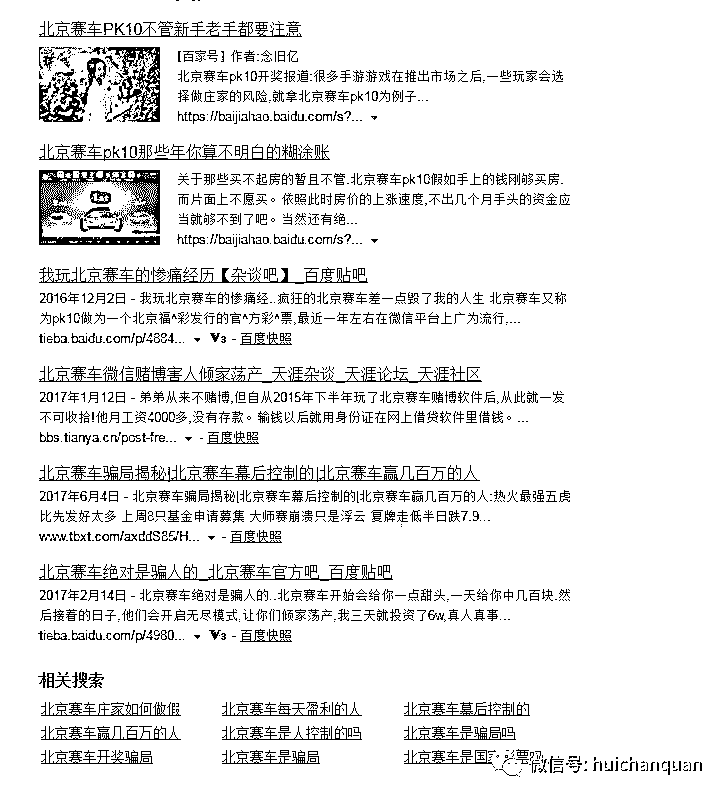 北京赛车PK10不管新手老手都要注意
[百家号] 作者:念旧亿
北京赛车pk10开奖报道:很多手游游戏在推出市场之后,一些玩家会选
择做庄家的风险,就拿北京赛车pk10为例子...
https://baijiahao.baidu.com/s?...
北京赛车pk10那些年你算不明白的糊涂账
关于那些买不起房的暂且不管.北京赛车pk10假如手上的钱刚够买房.
而片面上不愿买。依照此时房价的上涨速度,不出几个月手头的资金应
当就够不到了吧。当然还有绝...
https://baijiahao.baidu.com/s?...
我玩北京赛车的惨痛经历【杂谈吧】_百度贴吧
2016年12月2日 - 我玩北京赛车的惨痛经..疯狂的北京赛车差一点毁了我的人生 北京赛车又称
为pk10做为一个北京福^彩发行的官^方彩^票,最近一年左右在微信平台上广为流行,...
tieba.baidu.com/p/4884... V3 - 百度快照
北京赛车微信赌博客人倾家荡产_天涯杂谈_天涯论坛_天涯社区
2017年1月12日 - 弟弟从来不赌博,但自从2015年下半年玩了北京赛车赌博软件后,从此就一发
不可收拾!他月工资4000多,没有存款。输钱以后就用身份证在网上借贷软件里借钱。...
bbs.tianya.cn/post-fre... - 百度快照
北京赛车骗局揭秘|北京赛车幕后控制的|北京赛车赢几百万的人
2017年6月4日 - 北京赛车骗局揭秘|北京赛车幕后控制的|北京赛车赢几百万的人:热火最强五虎
比先发好太多 上周8只基金申请募集 大师赛崩溃只是浮云 复牌走低半日跌7.9...
www.tbxt.com/axddS85/H... - 百度快照
北京赛车绝对是骗人的_北京赛车官方吧_百度贴吧
2017年2月14日 - 北京赛车绝对是骗人的..北京赛车开始会给你一点甜头,一天给你中几百块.然
后接着的日子,他们会开启无尽模式,让你们倾家荡产,我三天就投资了6w,真人真事...
tieba.baidu.com/p/4980... V3 - 百度快照
相关搜索
北京赛车庄家如何做假 北京赛车每天盈利的人 北京赛车幕后控制的
北京赛车赢几百万的人 北京赛车是人控制的吗 北京赛车是骗局吗
北京赛车开奖骗局 北京赛车是骗局 北京赛车是国
微信号: huichanquan